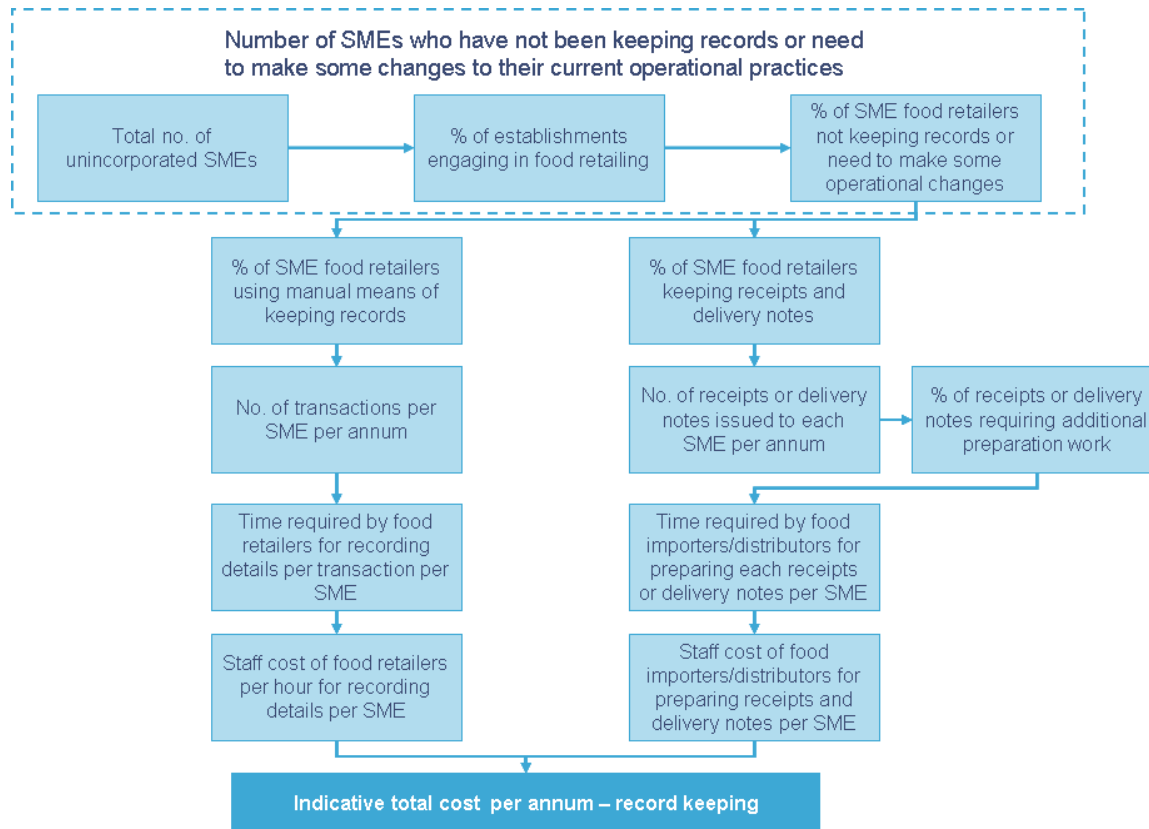 Number of SMEs who have not been keeping records or need
to make some changes to their current operational practices
Total no. of
unincorporated SMEs
% of establishments
engaging in food retailing
% of SME food retailers
not keeping records or
need to make some
operational changes
% of SME food retailers
using manual means of
keeping records
% of SME food retailers
keeping receipts and
delivery notes
No. of transactions per
SME per annum
No. of receipts or delivery
notes issued to each
SME per annum
% of receipts or delivery
notes requiring additional
preparation work
Time required by food
retailers for recording
details per transaction per
SME
Time required by food
importers/distributors for
preparing each receipts
or delivery notes per SME
Staff cost of food retailers
per hour for recording
details per SME
Staff cost of food
importers/distributors for
preparing receipts and
delivery notes per SME
Indicative total cost per annum – record keeping